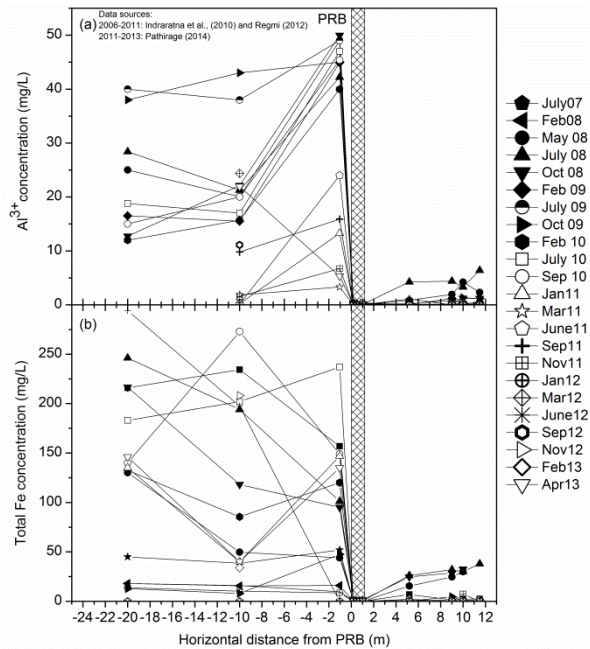 (a)
Data sources:
2006-2011: Indraratna et al., (2010) and Regmi (2012)
2011-2013: Pathirage (2014)
PRB
Al3+ concentration (mg/L)
60
50
40
30
20
10
0
(b)
Total Fe concentration (mg/L)
250
200
150
100
50
0
-24 -22 -20 -18 -16 -14 -12 -10 -8 -6 -4 -2 0 2 4 6 8 10 12
Horizontal distance from PRB (m)
July07
Feb08
May 08
July 08
Oct 08
Feb 09
July 09
Oct 09
Feb 10
July 10
Sep 10
Jan11
Mar11
June11
Sep11
Nov11
Jan12
Mar12
June12
Sep12
Nov12
Feb13
Apr13